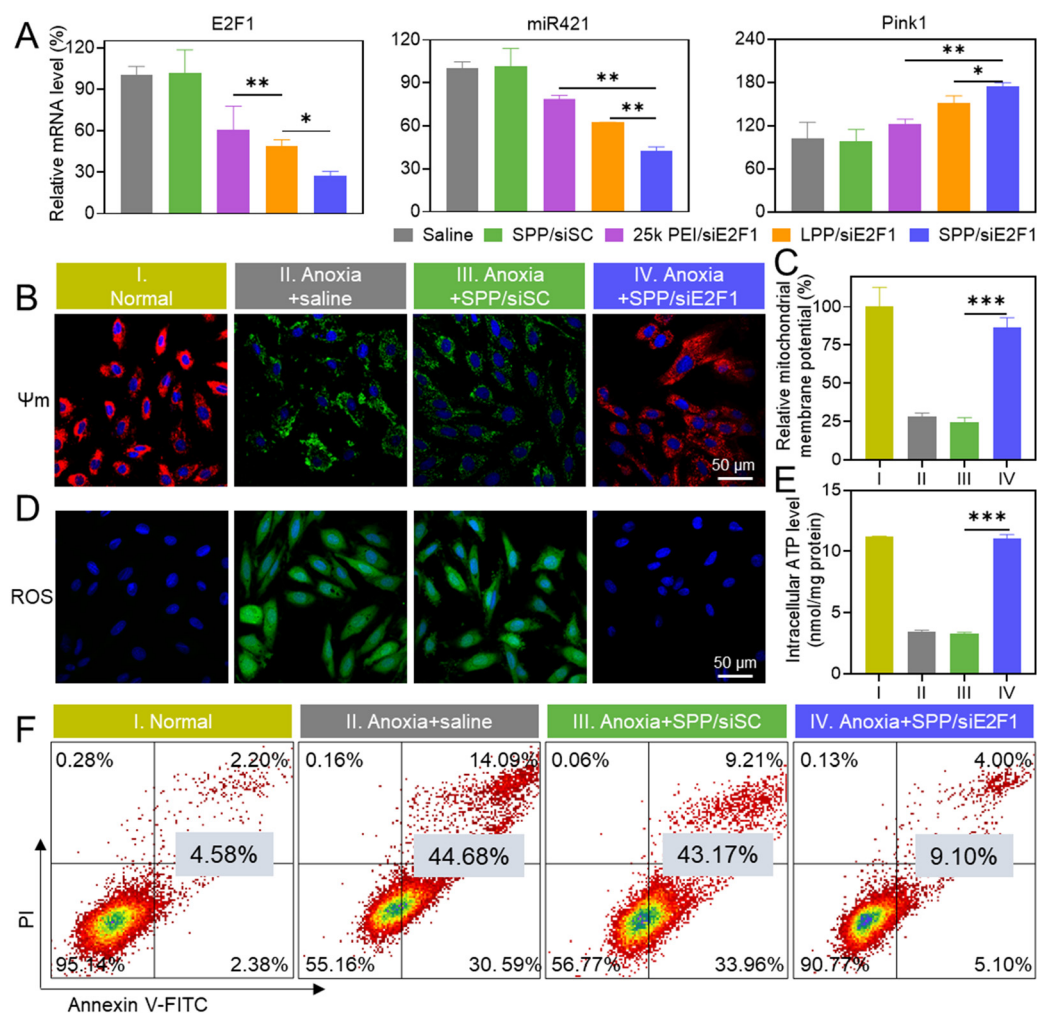 A
E2F1
miR421
Pink1
Relative mRNA level (%)
120
90
60
30
0
**
*
120
90
60
30
0
**
**
240
180
120
60
0
**
*
Saline
SPP/siSC
25k PEI/siE2F1
LPP/siE2F1
SPP/siE2F1
B
I.
Normal
II. Anoxia
+saline
III. Anoxia
+SPP/siSC
IV. Anoxia
+SPP/siE2F1
Ψm
50 μm
C
Relative mitochondrial
membrane potential (%)
100
75
50
25
0
***
I
II
III
IV
D
ROS
50 μm
E
Intracellular ATP level
(nmol/mg protein)
15
10
5
0
***
I
II
III
IV
F
I. Normal
II. Anoxia+saline
III. Anoxia+SPP/siSC
IV. Anoxia+SPP/siE2F1
0.28%
2.20%
4.58%
95.14%
2.38%
0.16%
14.09%
44.68%
55.16%
30.59%
0.06%
9.21%
43.17%
56.77%
33.96%
0.13%
4.00%
9.10%
90.77%
5.10%
PI
Annexin V-FITC